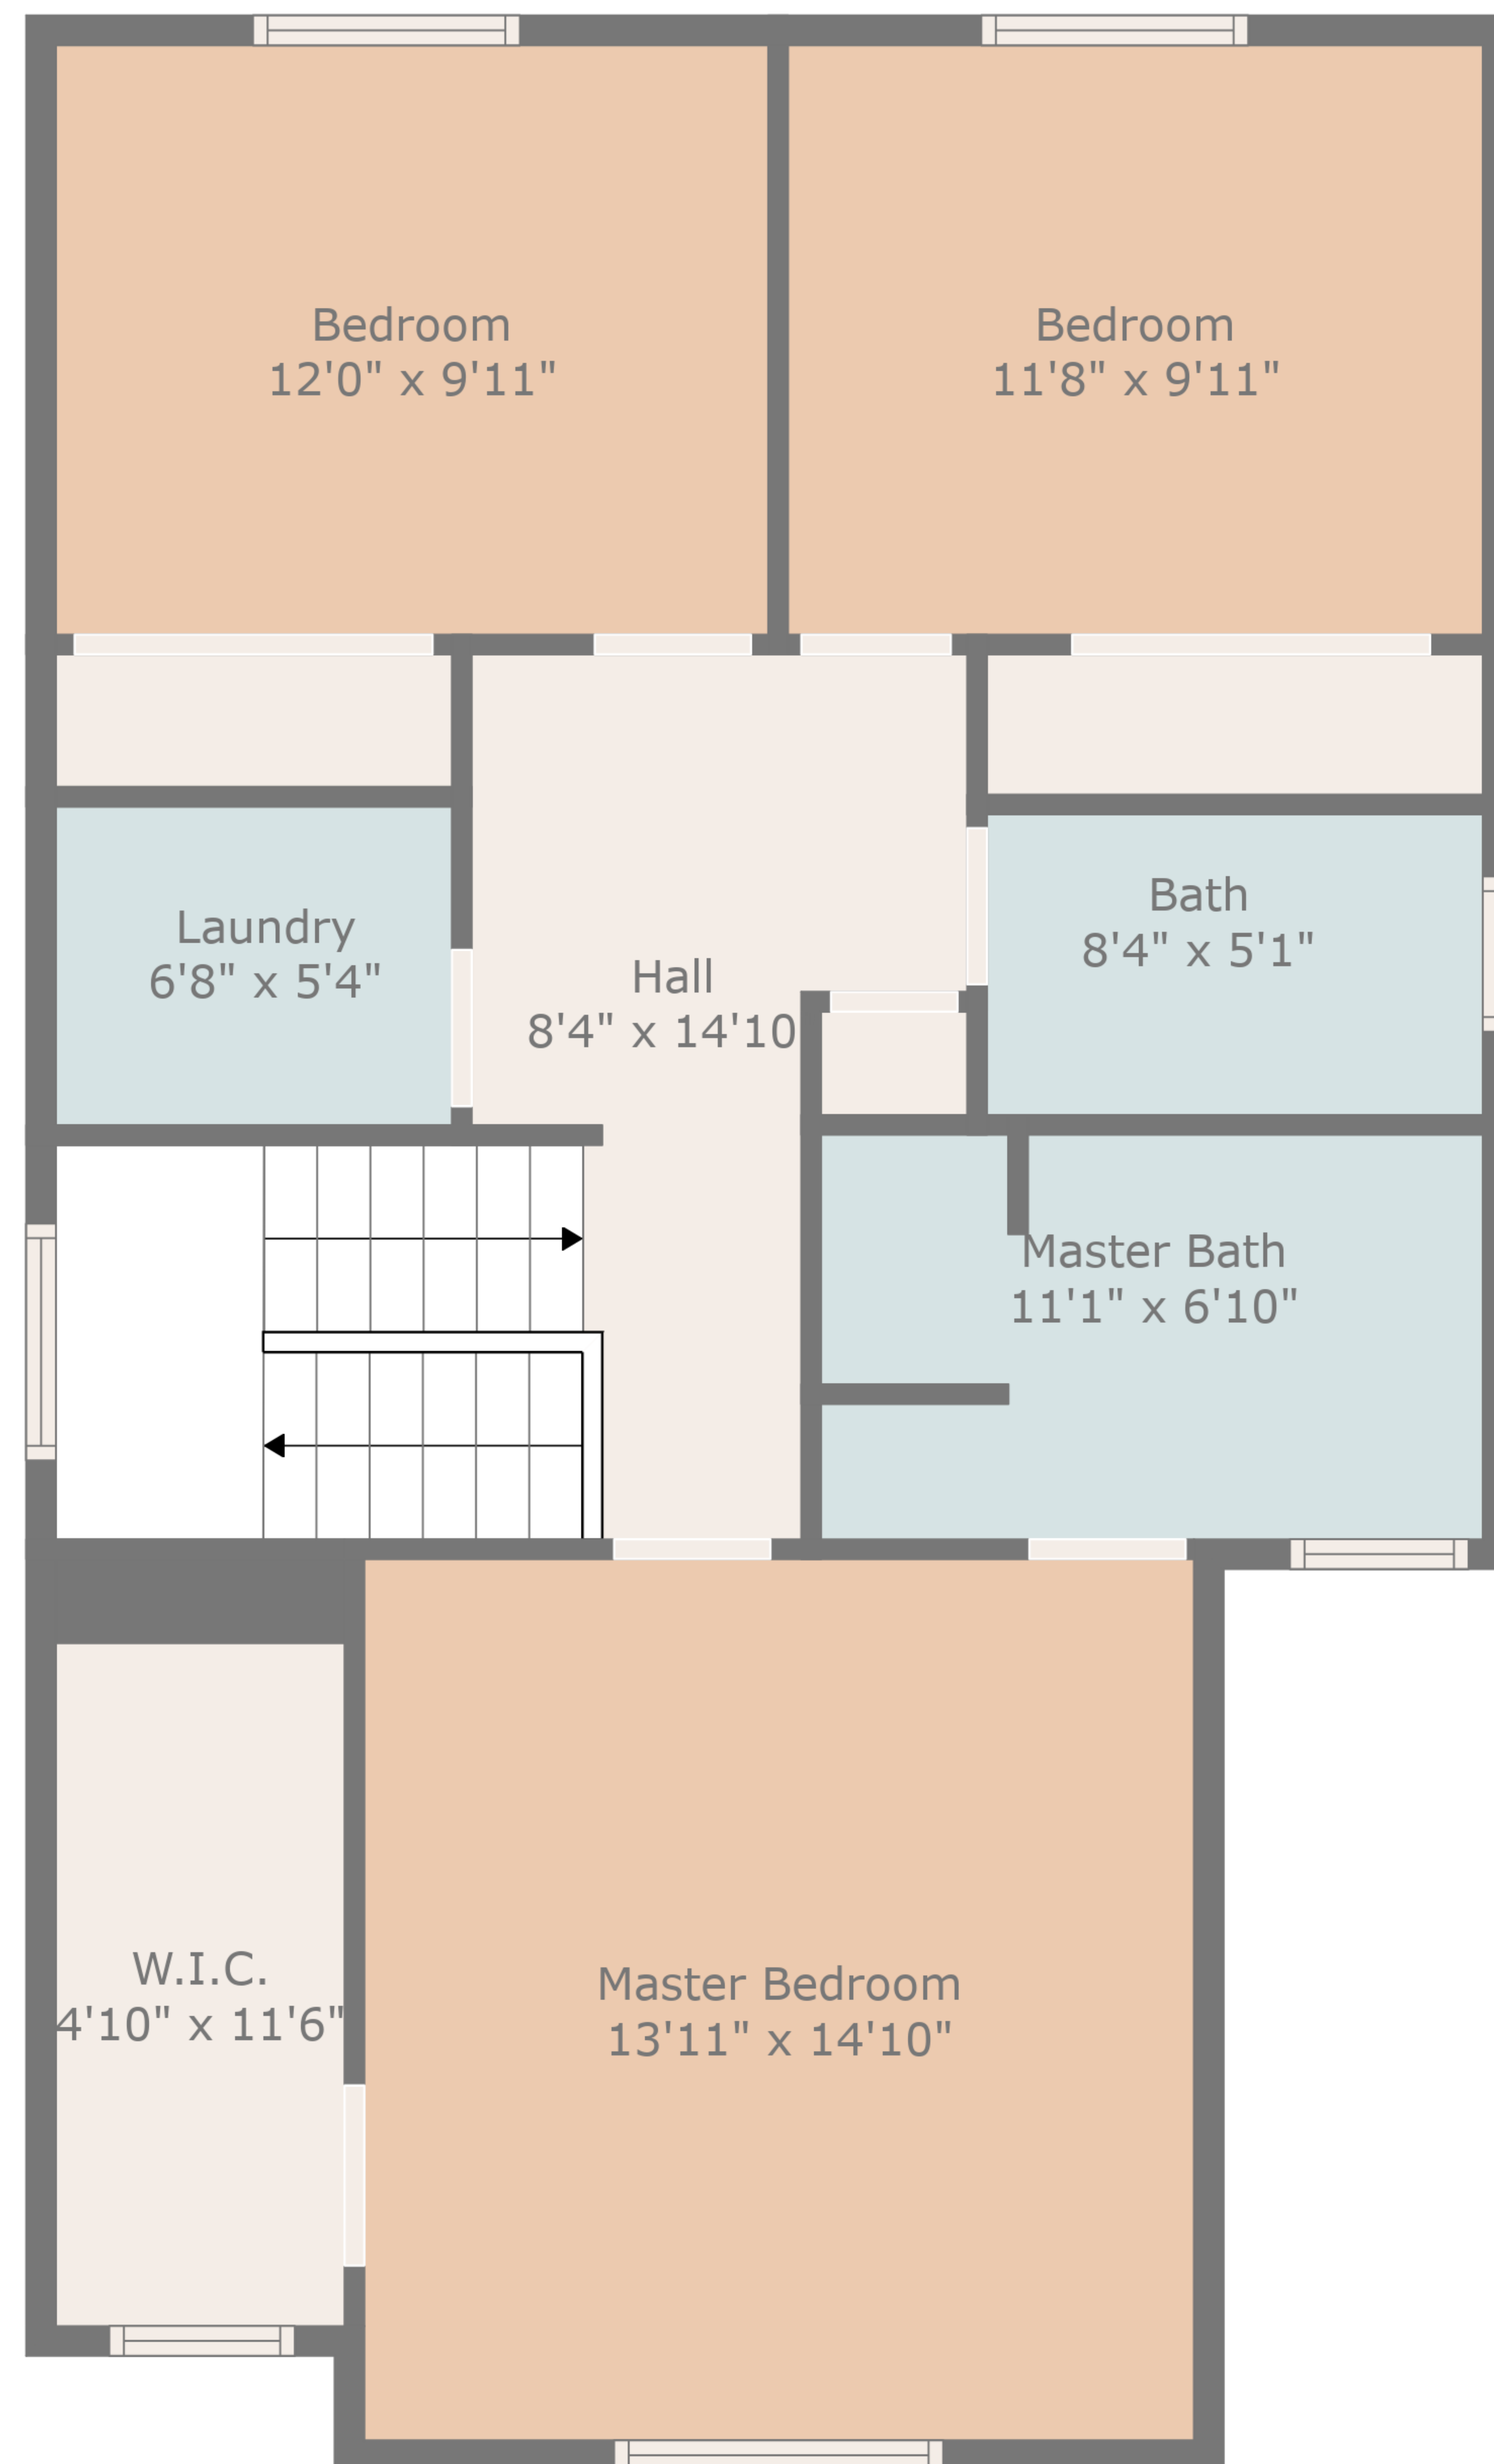 Bedroom
12'0" x 9'11"
Bedroom
11'8" x 9'11"
Laundry
6'8" x 5'4"
Hall
8'4" x 14'10
Bath
8'4" x 5'1"
Master Bath
11'1" x 6'10"
W.I.C.
4'10" x 11'6"
Master Bedroom
13'11" x 14'10"